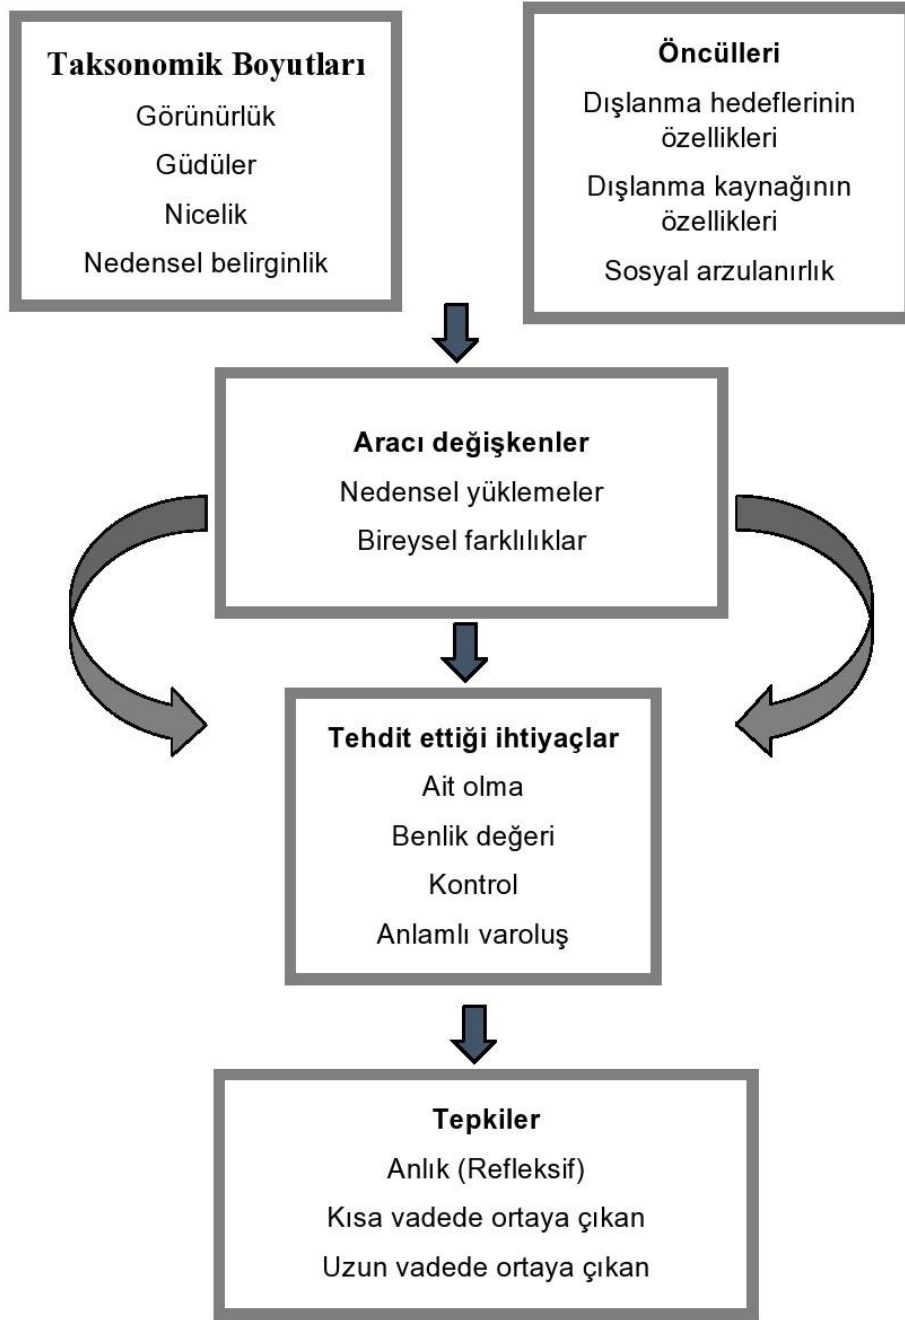 Taksonomik Boyutları
Görünürlük
Güdüler
Nicelik
Nedensel belirginlik
Öncülleri
Dışlanma hedeflerinin
özellikleri
Dışlanma kaynağının
özellikleri
Sosyal arzulanırlık
Aracı değişkenler
Nedensel yüklemeler
Bireysel farklılıklar
Tehdit ettiği ihtiyaçlar
Ait olma
Benlik değeri
Kontrol
Anlamlı varoluş
Tepkiler
Anlık (Refleksif)
Kısa vadede ortaya çıkan
Uzun vadede ortaya çıkan